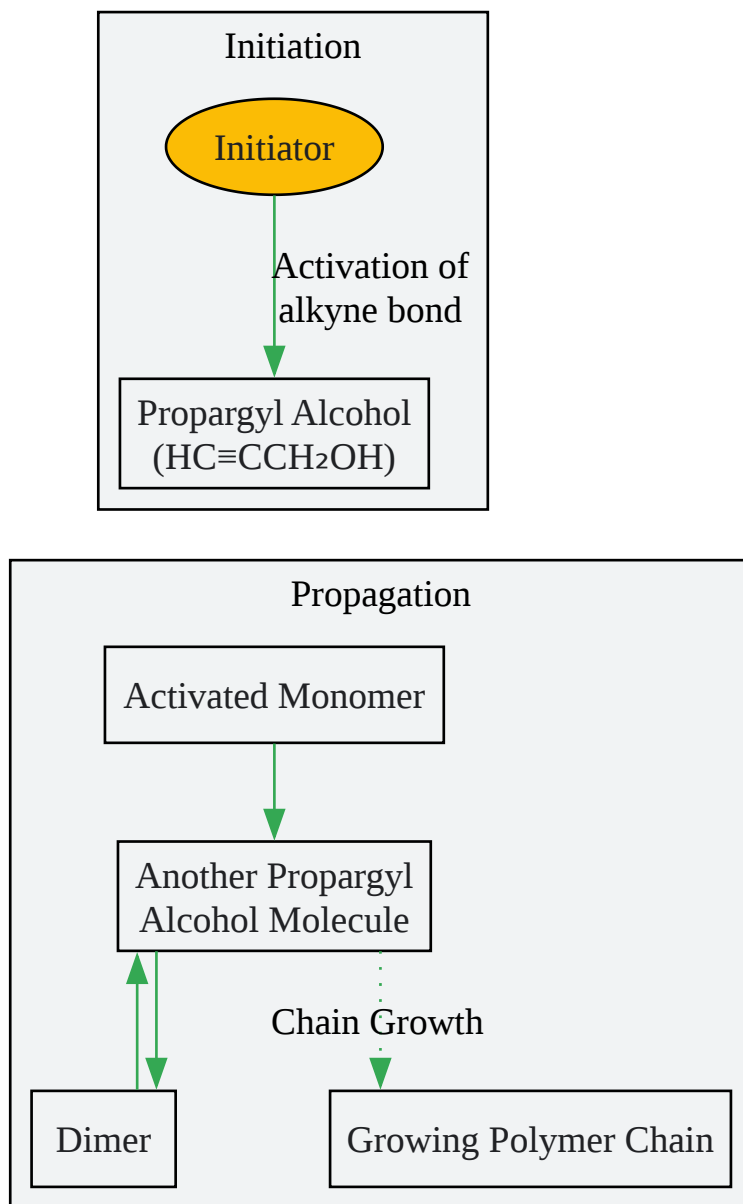 Initiation
Initiator
Activation of
alkyne bond
Propargyl Alcohol
(HC≡CCH₂OH)
Propagation
Activated Monomer
Another Propargyl
Alcohol Molecule
Chain Growth
Dimer
Growing Polymer Chain